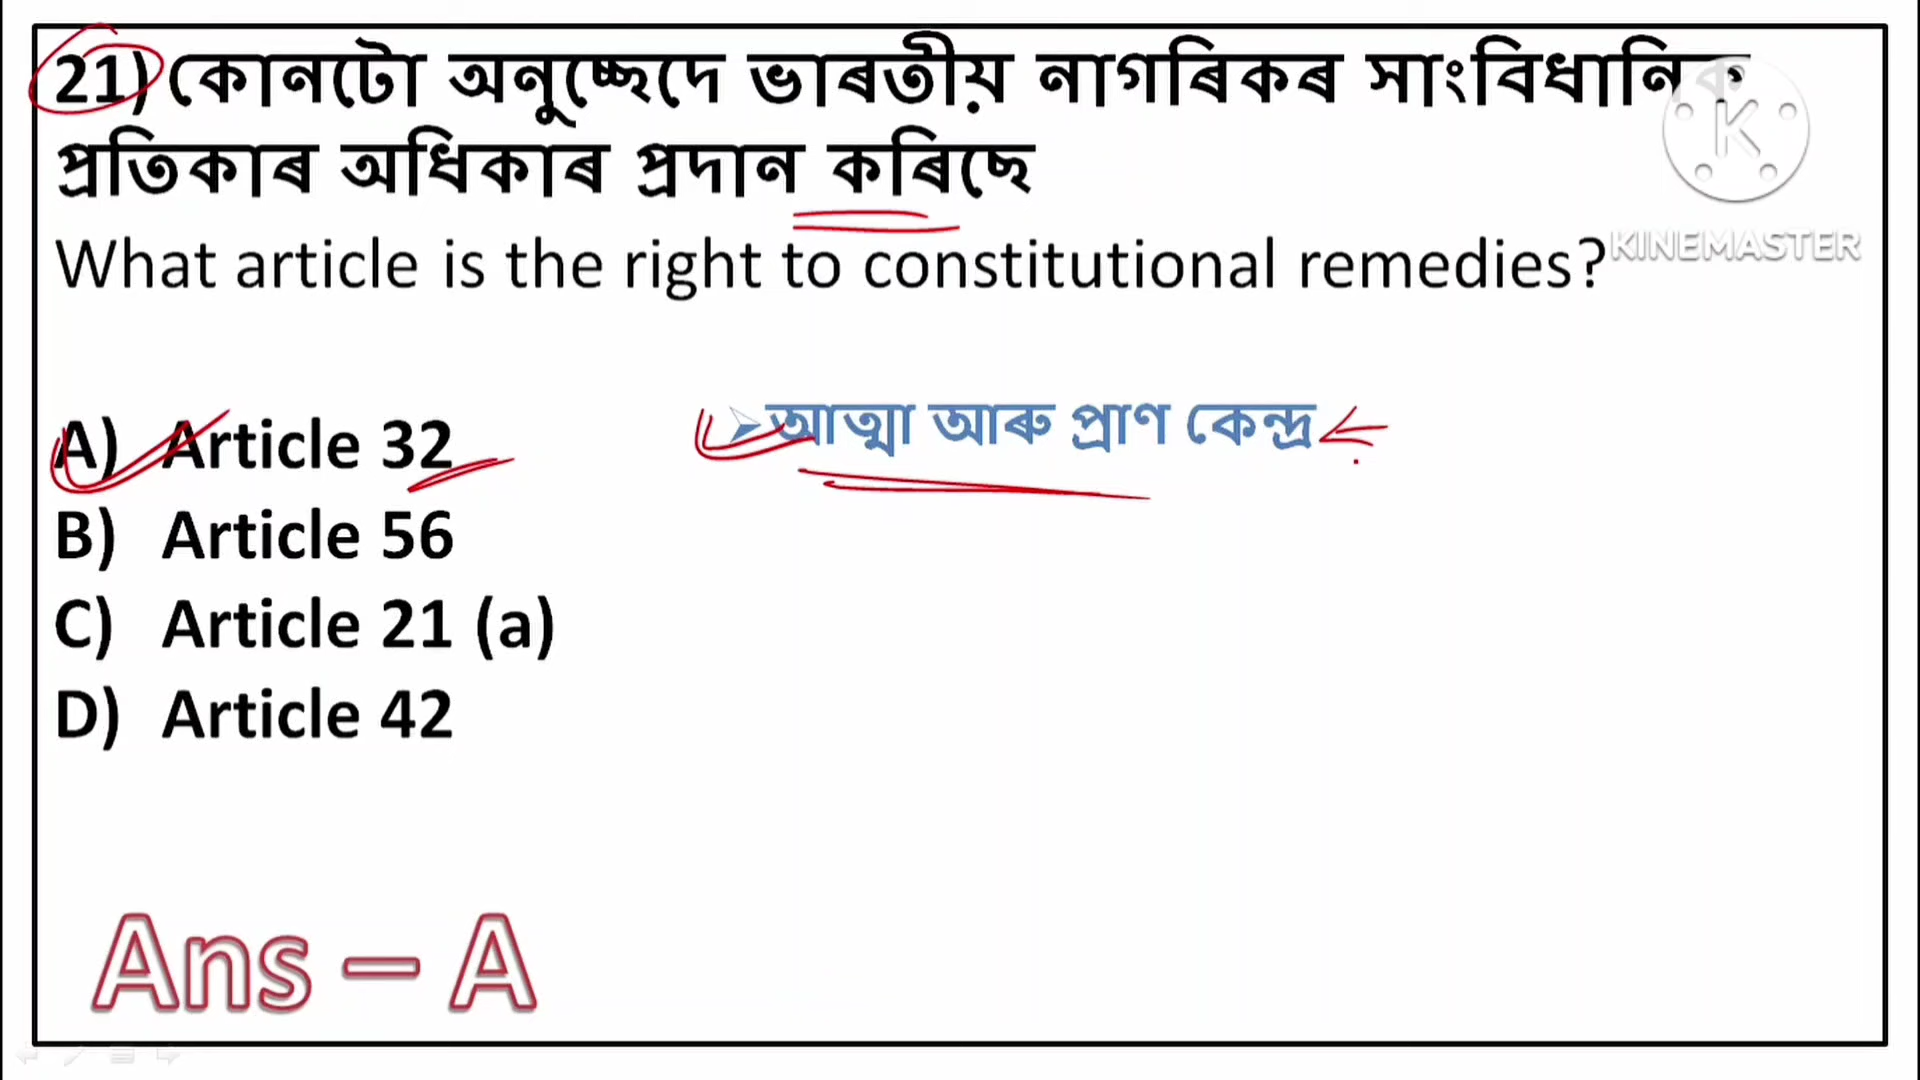 21) কোনটো অনুচ্ছেদে ভাৰতীয় নাগৰিকৰ সাংবিধানিক
প্ৰতিকাৰ অধিকাৰ প্ৰদান কৰিছে
What article is the right to constitutional remedies?
K
KINEMASTER
A) Article 32
➢আত্মা আৰু প্ৰাণ কেন্দ্ৰ
B) Article 56
C) Article 21 (a)
D) Article 42
Ans – A